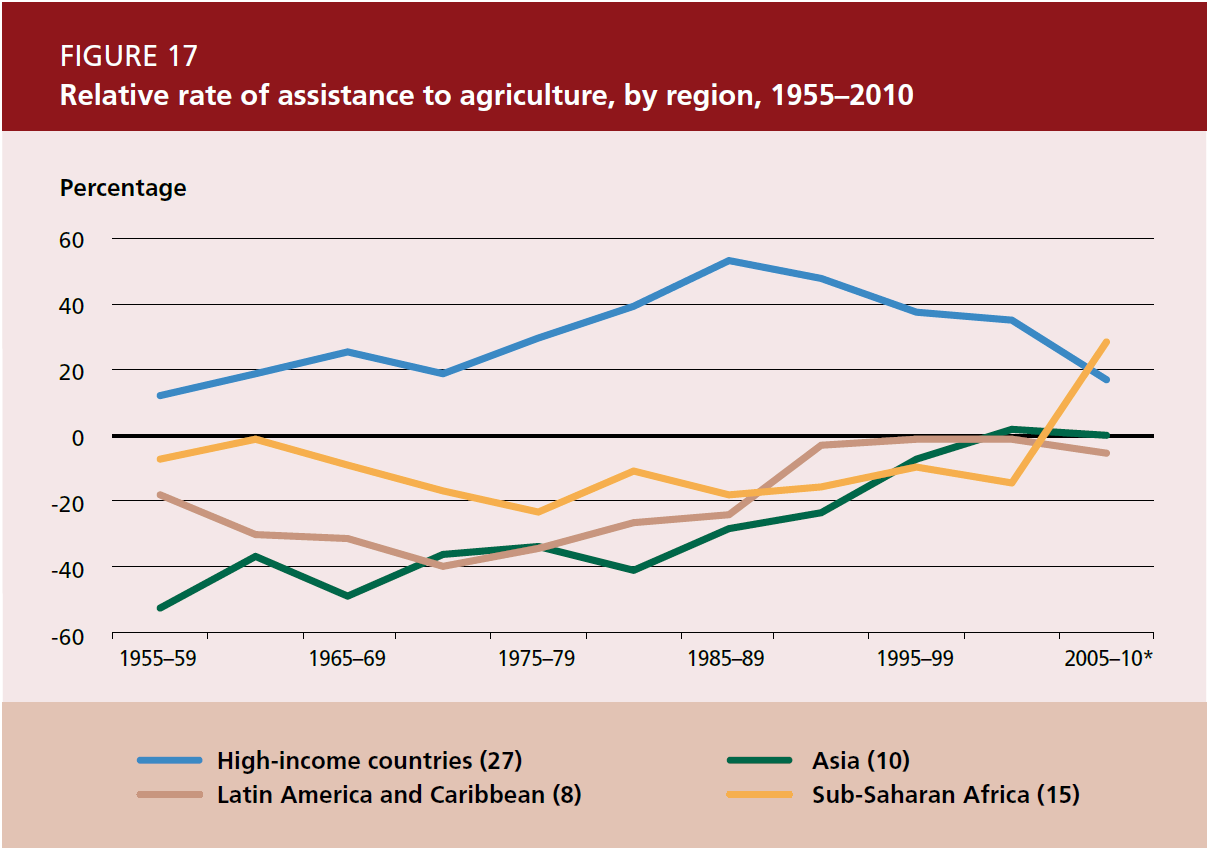 FIGURE 17
Relative rate of assistance to agriculture, by region, 1955–2010
Percentage
60
40
20
0
-20
-40
-60
1955–59 1965–69 1975–79 1985–89 1995–99 2005–10*
High-income countries (27) Asia (10)
Latin America and Caribbean (8) Sub-Saharan Africa (15)